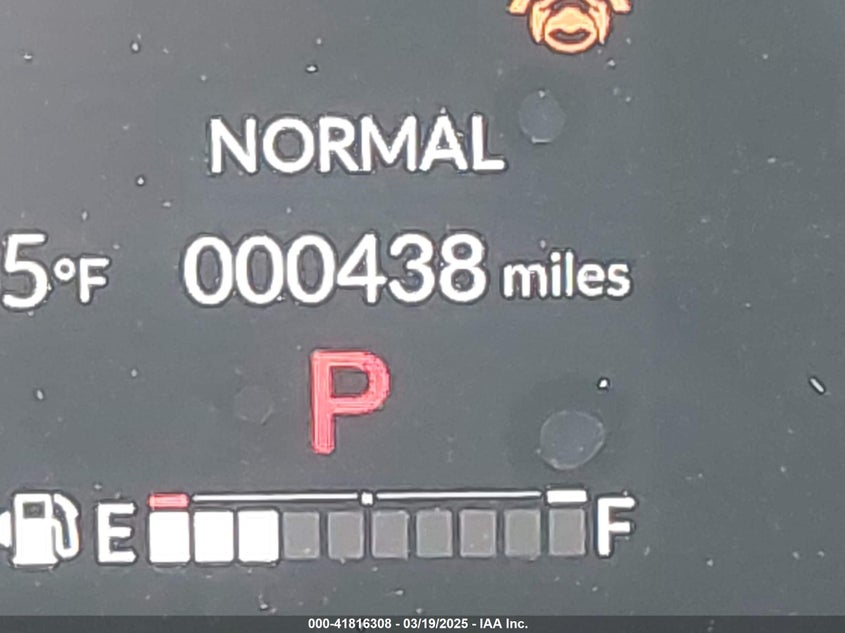 NORMAL
5°F 000438 miles
P
E F
000-41816308 - 03/19/2025 - IAA Inc.